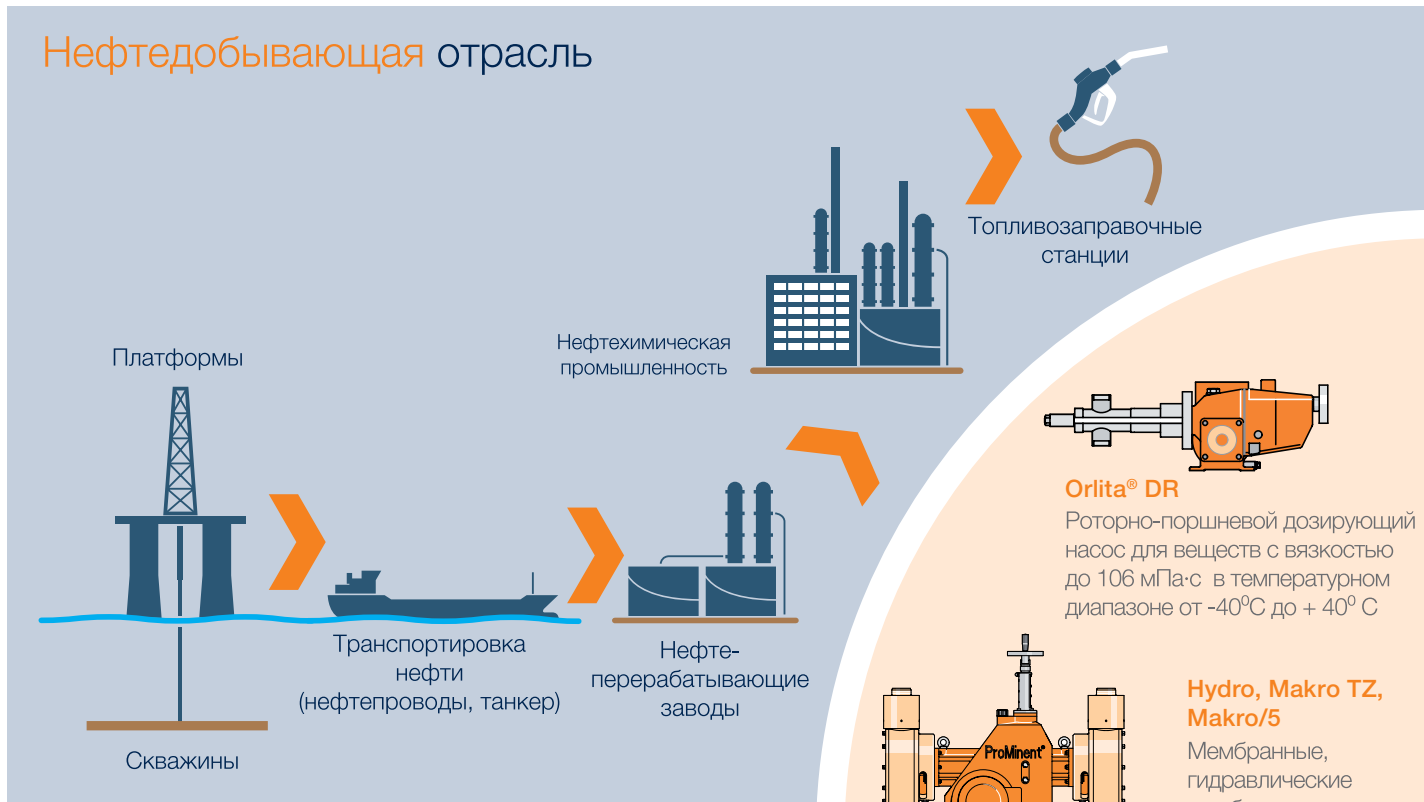 Нефтедобывающая отрасль
Топливозаправочные
станции
Нефтехимическая
промышленность
Платформы
Транспортировка
нефти
(нефтепроводы, танкер)
Нефте-
перерабатывающие
заводы
Скважины
Orlita® DR
Роторно-поршневой дозирующий
насос для веществ с вязкостью
до 106 мПа·с в температурном
диапазоне от -40⁰С до + 40⁰ С
Hydro, Makro TZ,
Makro/5
Мембранные,
гидравлические
ProMinent®